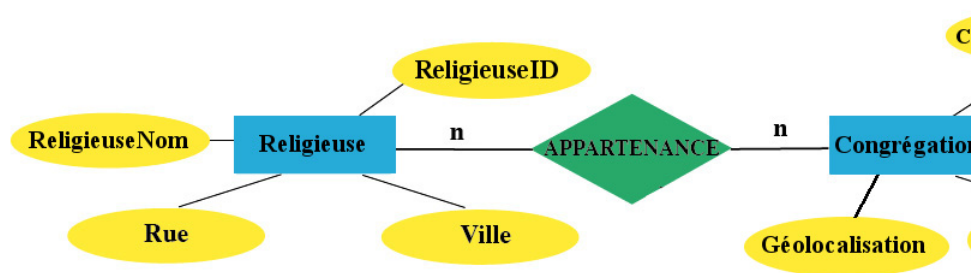 ReligieuseID
ReligieuseNom
Religieuse
n
APPARTENANCE
n
Rue
Ville
Géolocalisation